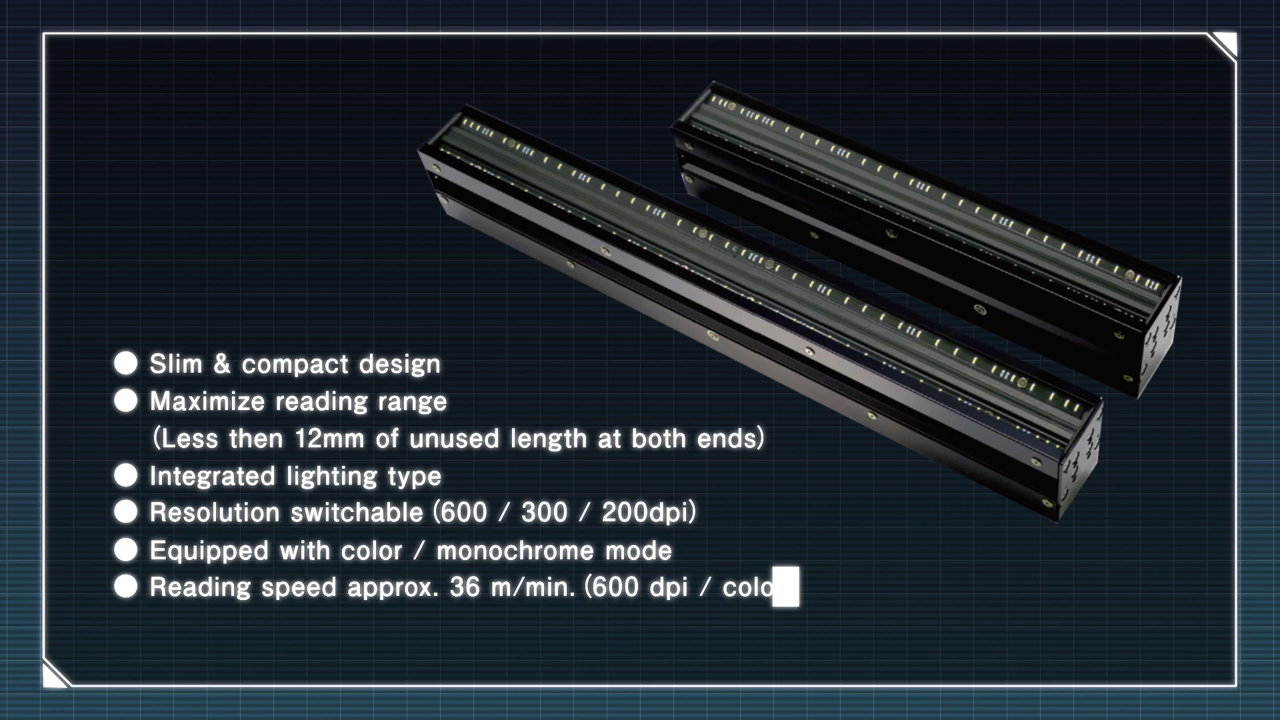 ● Slim & compact design
● Maximize reading range
(Less then 12mm of unused length at both ends)
● Integrated lighting type
● Resolution switchable (600 / 300 / 200dpi)
● Equipped with color / monochrome mode
● Reading speed approx. 36 m/min. (600 dpi / colo